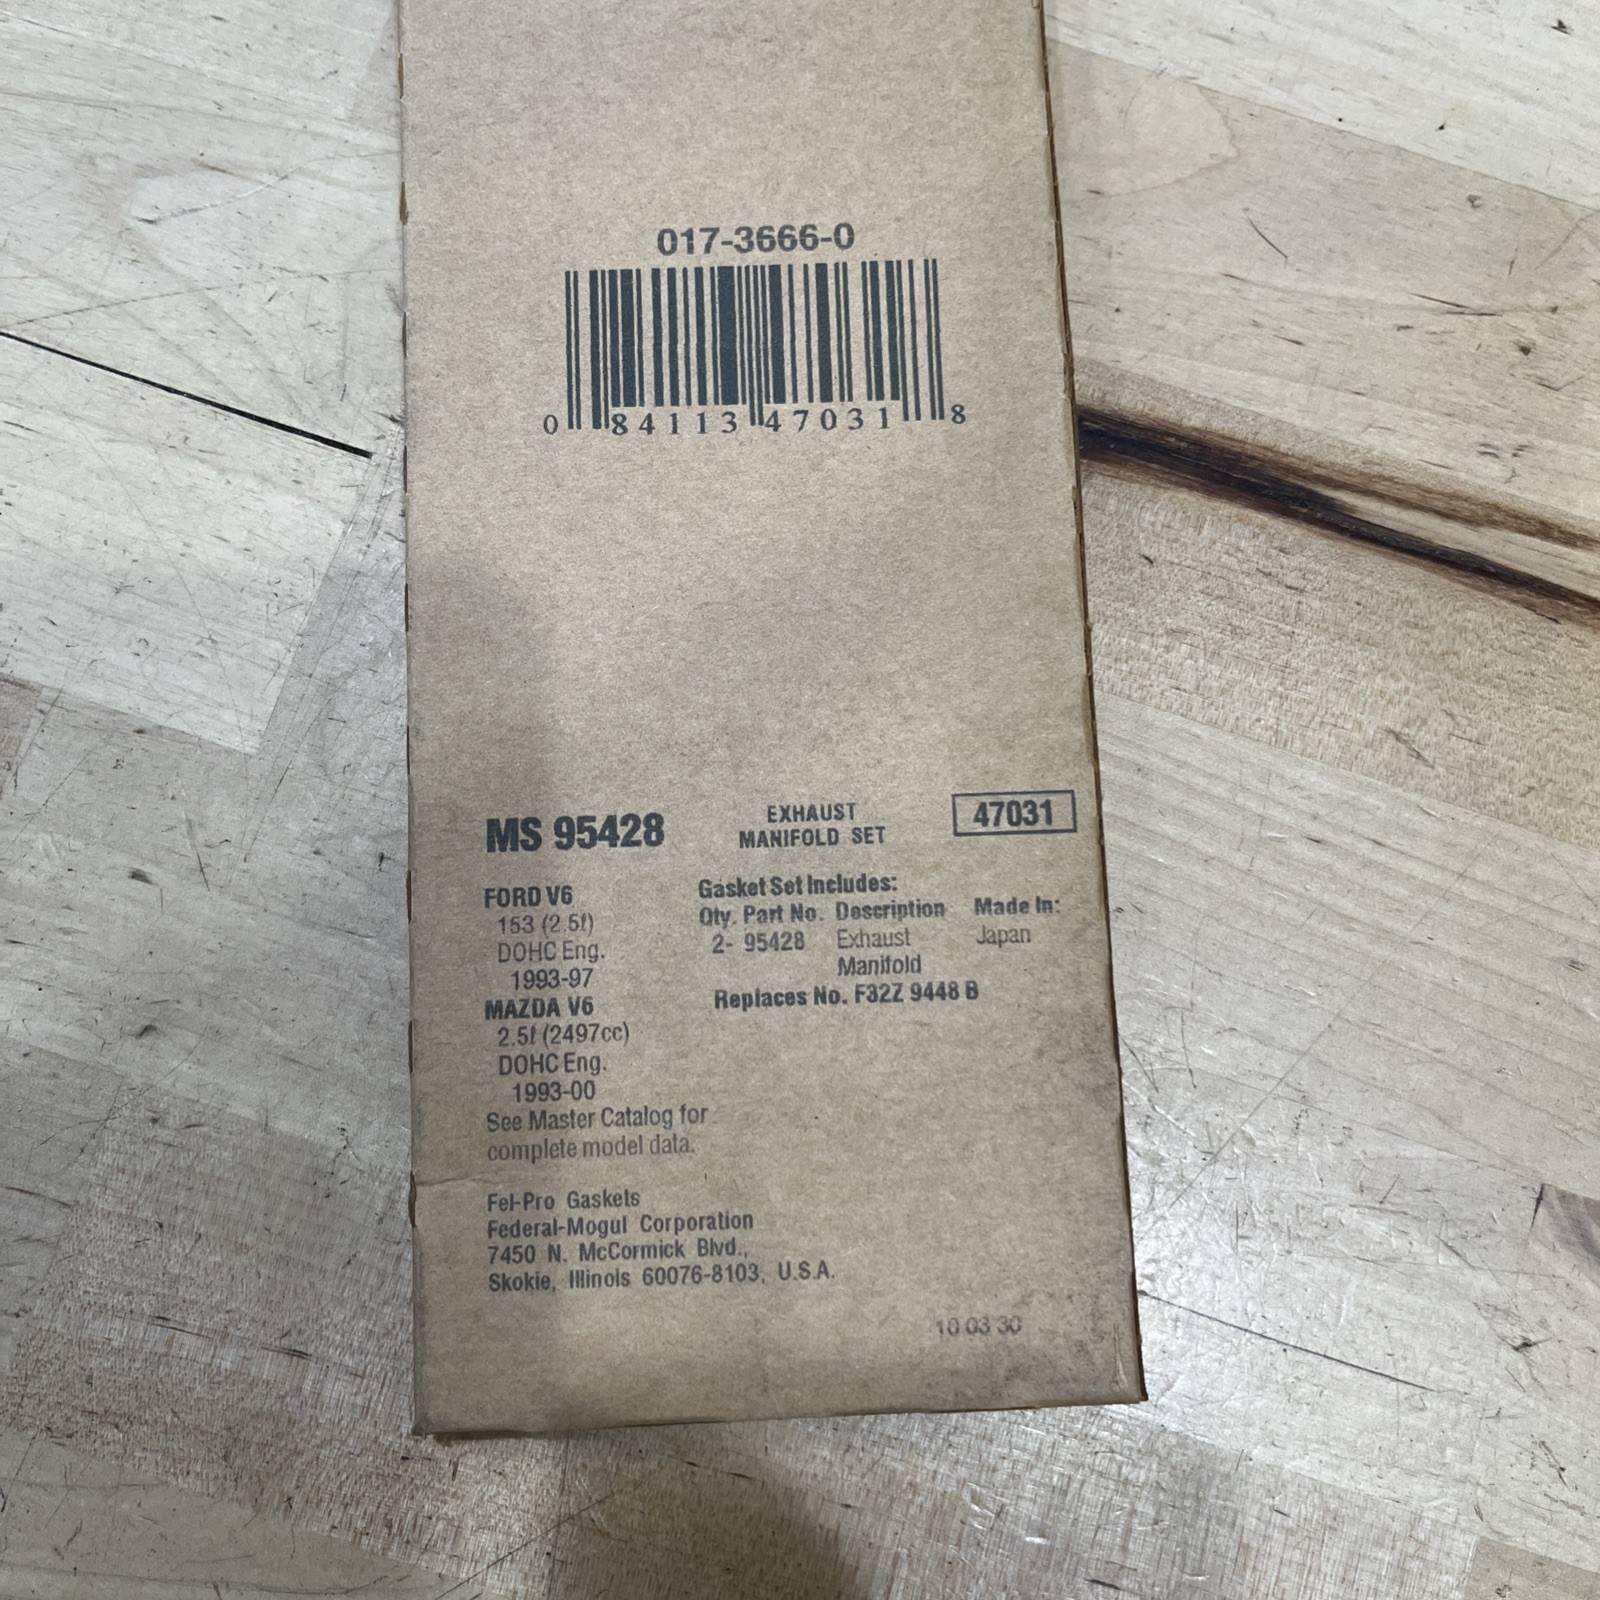 017-3666-0
0 84113 47031 8
MS 95428
EXHAUST
MANIFOLD SET
47031
FORD V6
153 (2.5ℓ)
DOHC Eng.
1993-97
MAZDA V6
2.5ℓ (2497cc)
DOHC Eng.
1993-00
See Master Catalog for
complete model data.
Gasket Set Includes:
Qty. Part No. Description Made In:
2- 95428 Exhaust Japan
Manifold
Replaces No. F32Z 9448 B
Fel-Pro Gaskets
Federal-Mogul Corporation
7450 N. McCormick Blvd.,
Skokie, Illinois 60076-8103, U.S.A.
10 03 30